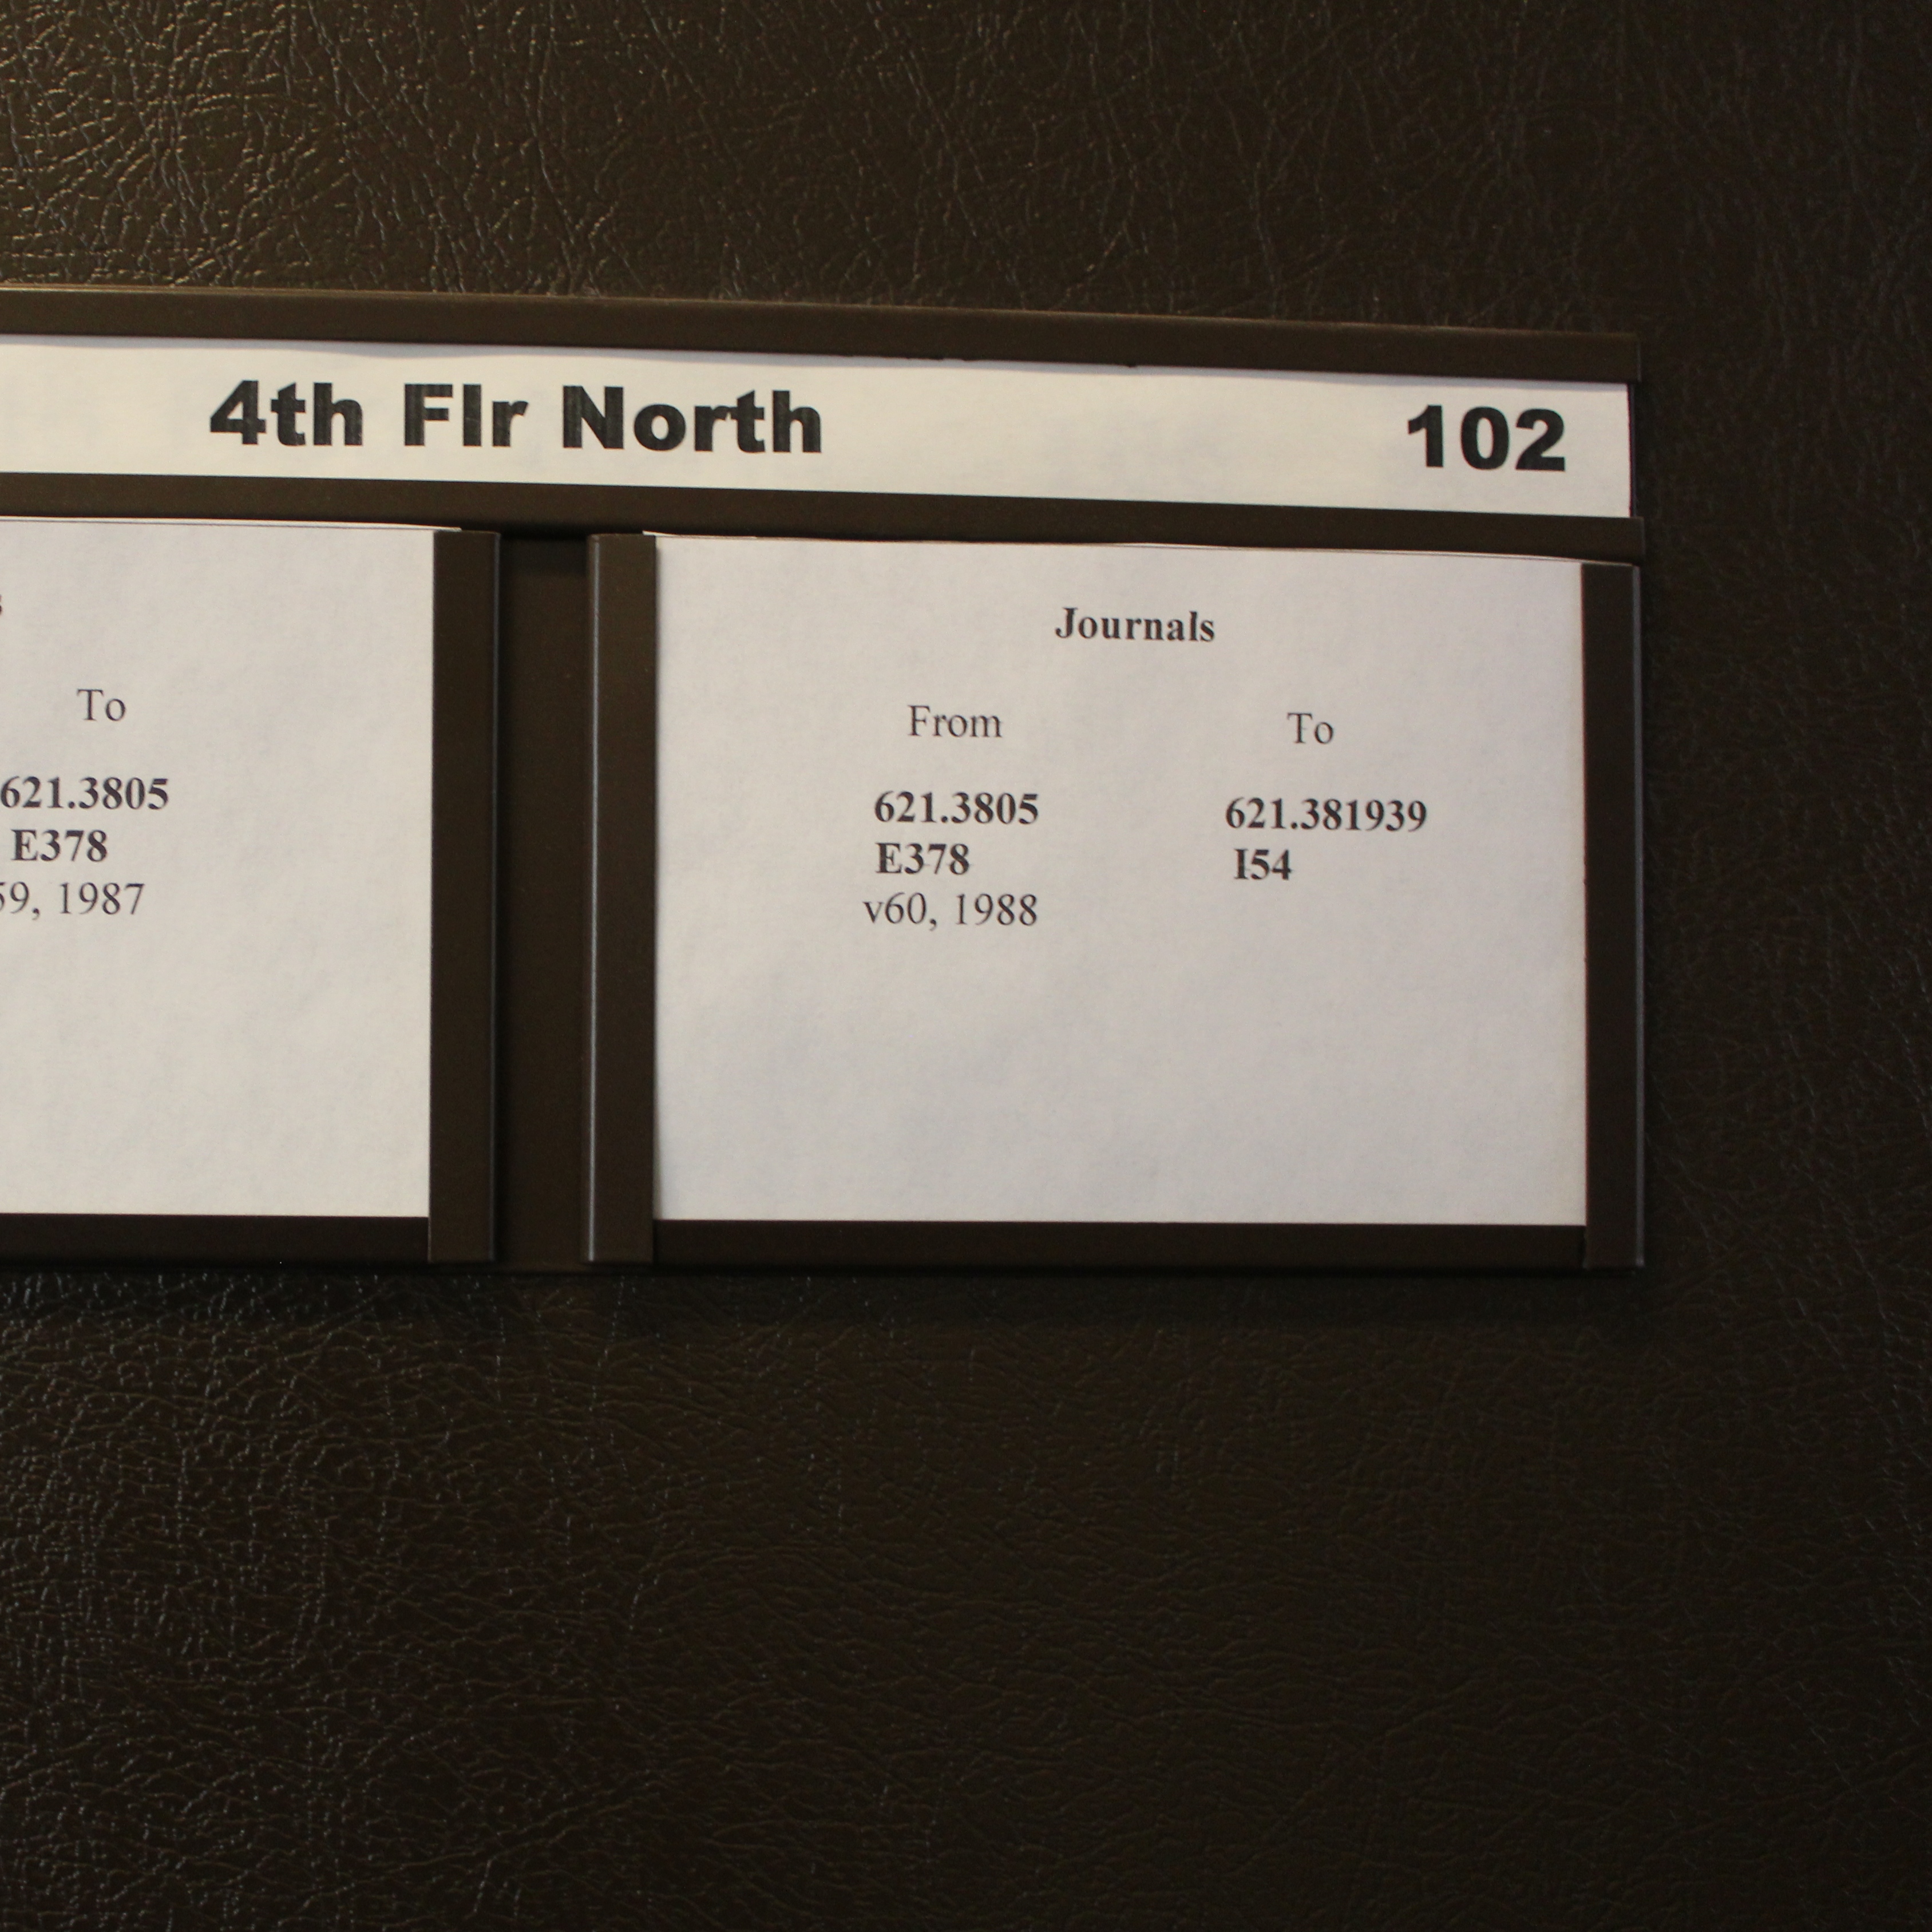 4th Flr North 102
To
621.3805
E378
1987
Journals
From To
621.3805 621.381939
E378 I54
v60, 1988